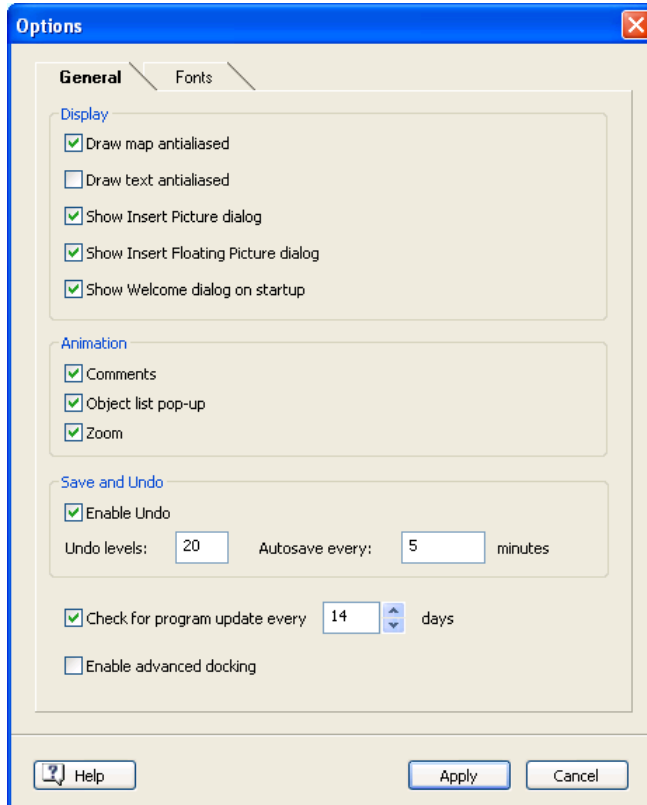 Options
General Fonts
Display
Draw map antialiased
Draw text antialiased
Show Insert Picture dialog
Show Insert Floating Picture dialog
Show Welcome dialog on startup
Animation
Comments
Object list pop-up
Zoom
Save and Undo
Enable Undo
Undo levels: 20 Autosave every: 5 minutes
Check for program update every 14 days
Enable advanced docking
Help Apply Cancel